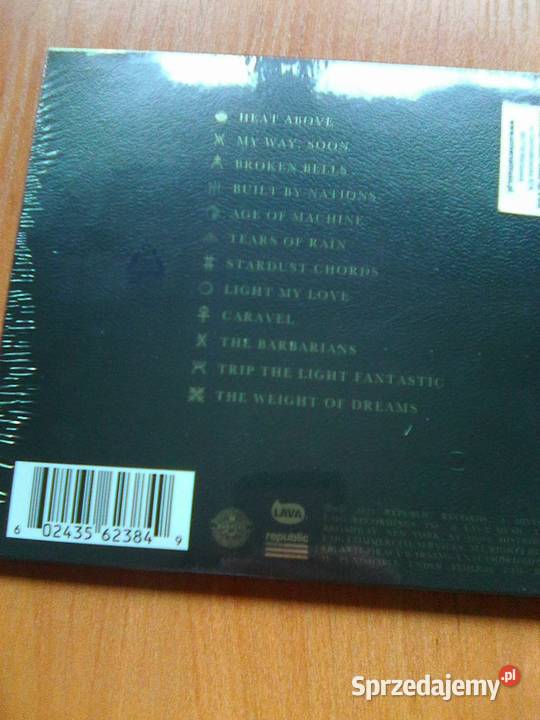 HEAT ABOVE
MY WAY, SOON
BROKEN BELLS
BUILT BY NATIONS
AGE OF MACHINE
TEARS OF RAIN
STARDUST CHORDS
LIGHT MY LOVE
CARAVEL
THE BARBARIANS
TRIP THE LIGHT FANTASTIC
THE WEIGHT OF DREAMS
6 02435 62384 9
LAVA
republic
REPUBLIC RECORDS
Sprzedajemy.pl